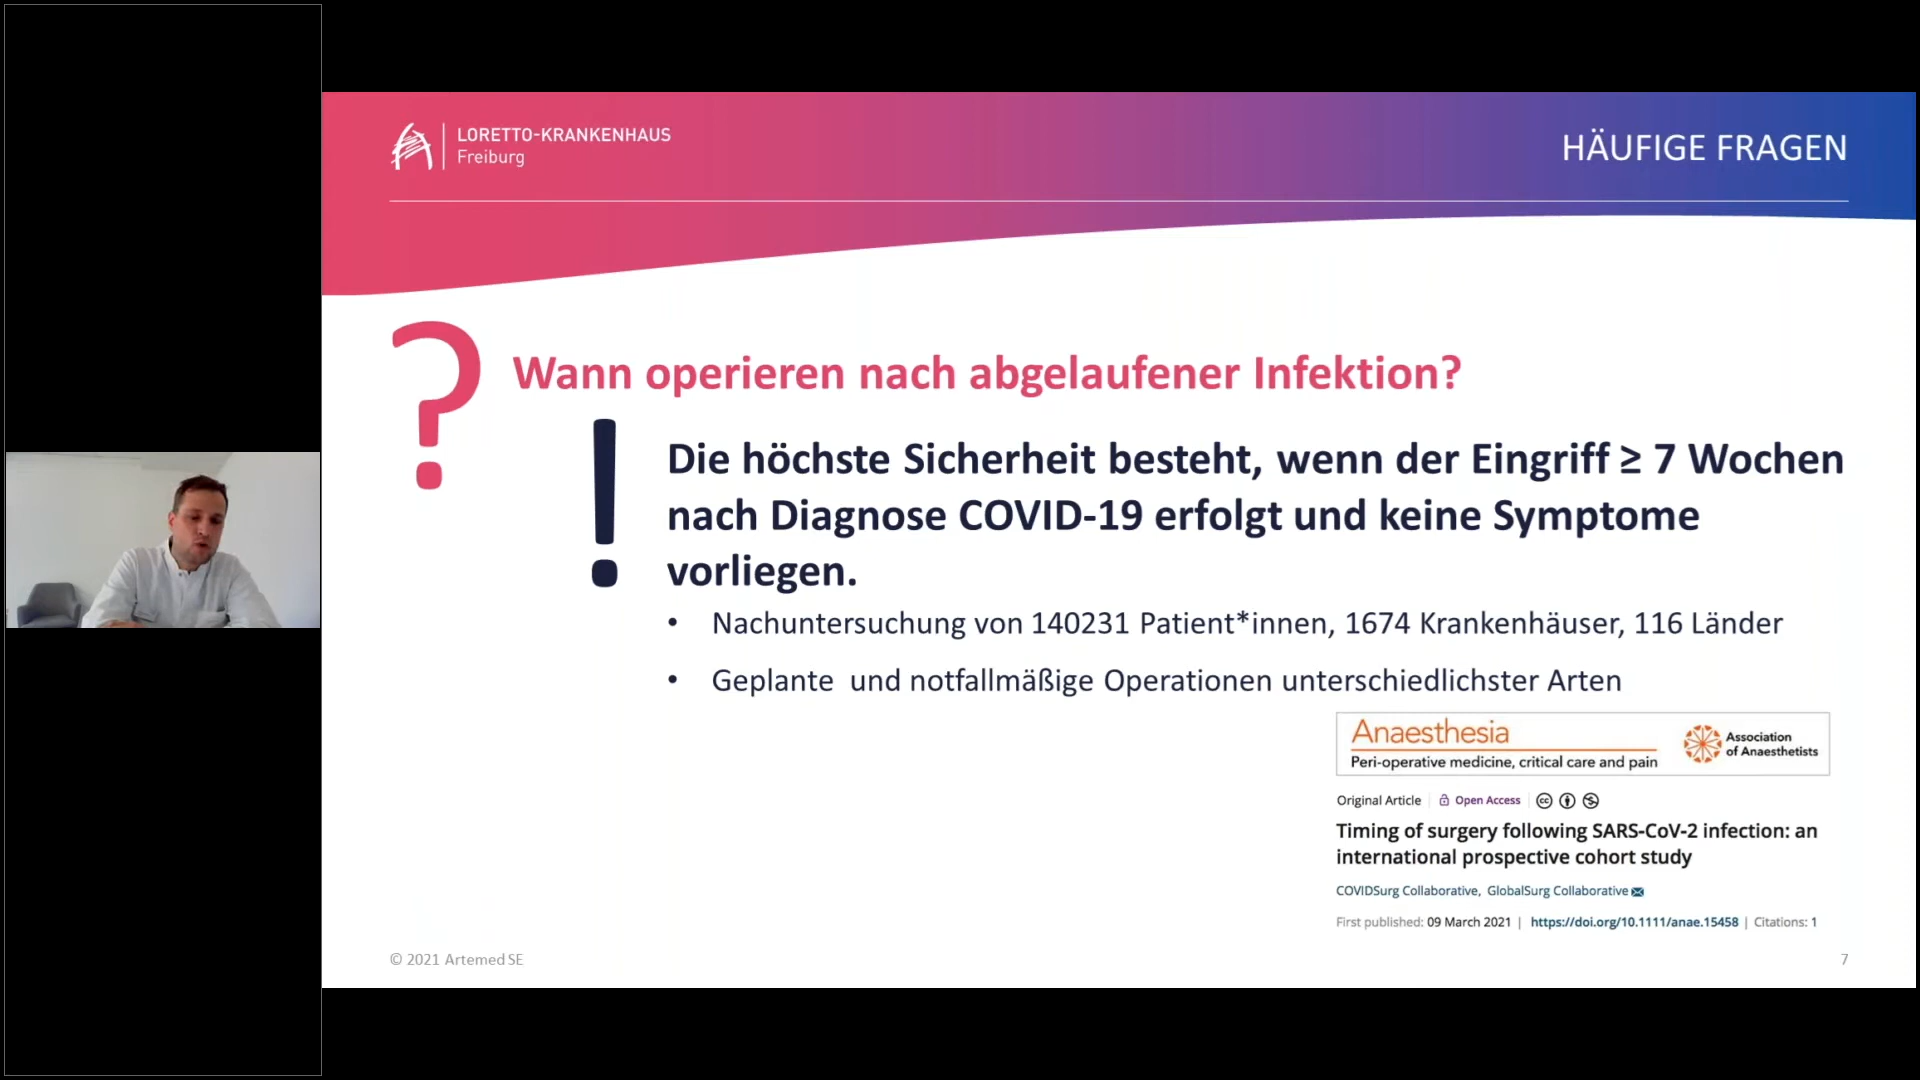 LORETTO-KRANKENHAUS
Freiburg
HÄUFIGE FRAGEN
?
Wann operieren nach abgelaufener Infektion?
!
Die höchste Sicherheit besteht, wenn der Eingriff ≥ 7 Wochen
nach Diagnose COVID-19 erfolgt und keine Symptome
vorliegen.
• Nachuntersuchung von 140231 Patient*innen, 1674 Krankenhäuser, 116 Länder
• Geplante und notfallmäßige Operationen unterschiedlichster Arten
Anaesthesia
Peri-operative medicine, critical care and pain
Association
of Anaesthetists
Original Article | Open Access
Timing of surgery following SARS-CoV-2 infection: an
international prospective cohort study
COVIDSurg Collaborative, GlobalSurg Collaborative
First published: 09 March 2021 | https://doi.org/10.1111/anae.15458 | Citations: 1
© 2021 Artemed SE
7